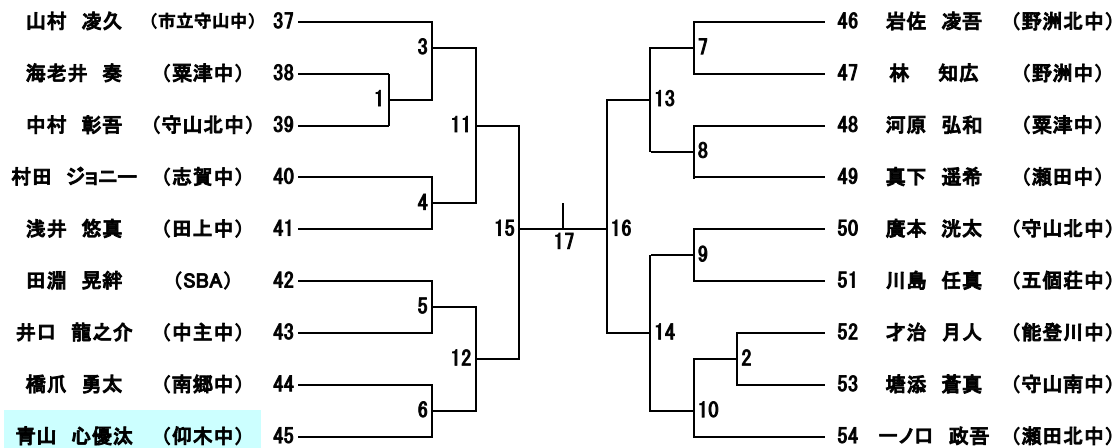 山村 凌久 (市立守山中) 37
海老井 奏 (粟津中) 38
中村 彰吾 (守山北中) 39
村田 ジョニー (志賀中) 40
浅井 悠真 (田上中) 41
田淵 晃絆 (SBA) 42
井口 龍之介 (中主中) 43
橋爪 勇太 (南郷中) 44
青山 心優汰 (仰木中) 45
3
1
11
4
15
5
12
6
17
16
7
13
8
9
14
2
10
46 岩佐 凌吾 (野洲北中)
47 林 知広 (野洲中)
48 河原 弘和 (粟津中)
49 真下 遥希 (瀬田中)
50 廣本 洸太 (守山北中)
51 川島 任真 (五個荘中)
52 才治 月人 (能登川中)
53 塘添 蒼真 (守山南中)
54 一ノ口 政吾 (瀬田北中)